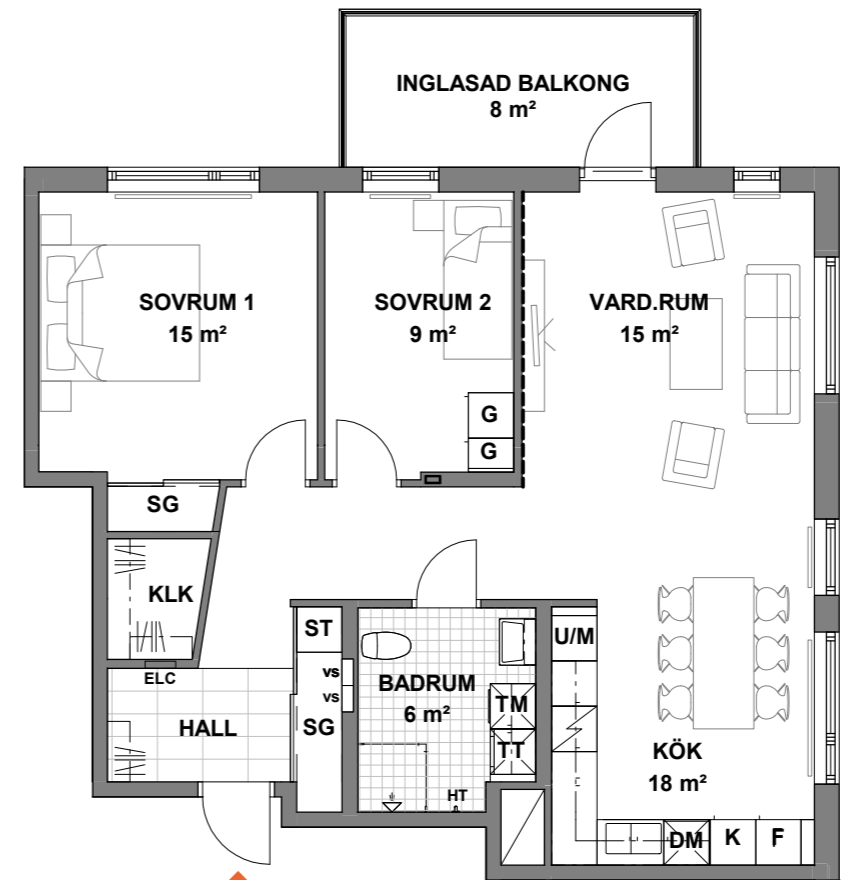 INGLASAD BALKONG
8 m²
SOVRUM 1
15 m²
SOVRUM 2
9 m²
VARD.RUM
15 m²
G
G
SG
KLK
ELC
HALL
ST
VS
VS
SG
BADRUM
6 m²
TM
TT
HT
U/M
KÖK
18 m²
DM
K
F